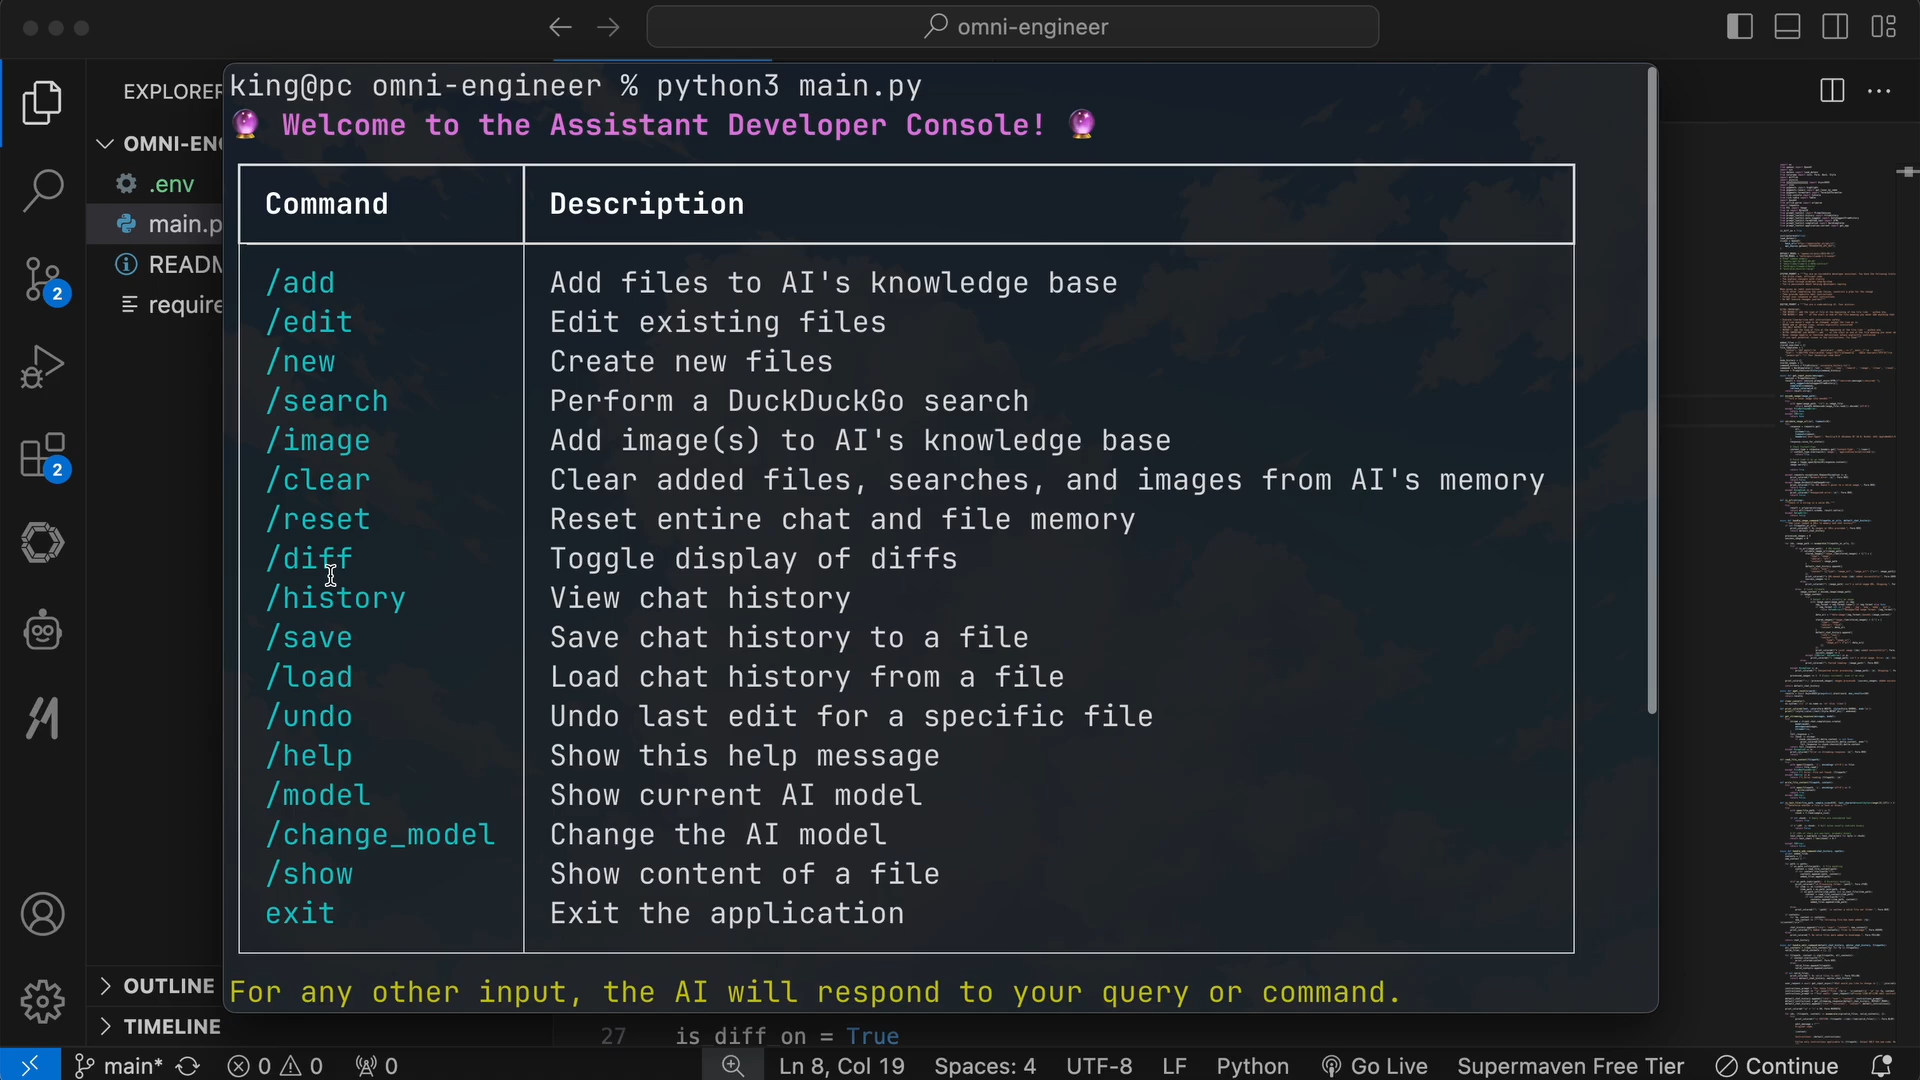 omni-engineer
EXPLORER
king@pc omni-engineer % python3 main.py
Welcome to the Assistant Developer Console!
OMNI-EN
.env
main.p
READM
require
Command Description
/add Add files to AI's knowledge base
/edit Edit existing files
/new Create new files
/search Perform a DuckDuckGo search
/image Add image(s) to AI's knowledge base
/clear Clear added files, searches, and images from AI's memory
/reset Reset entire chat and file memory
/diff Toggle display of diffs
/history View chat history
/save Save chat history to a file
/load Load chat history from a file
/undo Undo last edit for a specific file
/help Show this help message
/model Show current AI model
/change_model Change the AI model
/show Show content of a file
exit Exit the application
For any other input, the AI will respond to your query or command.
2
2
OUTLINE
TIMELINE
27 is_diff_on = True
main* 0 0 0 Ln 8, Col 19 Spaces: 4 UTF-8 LF Python Go Live Supermaven Free Tier Continue